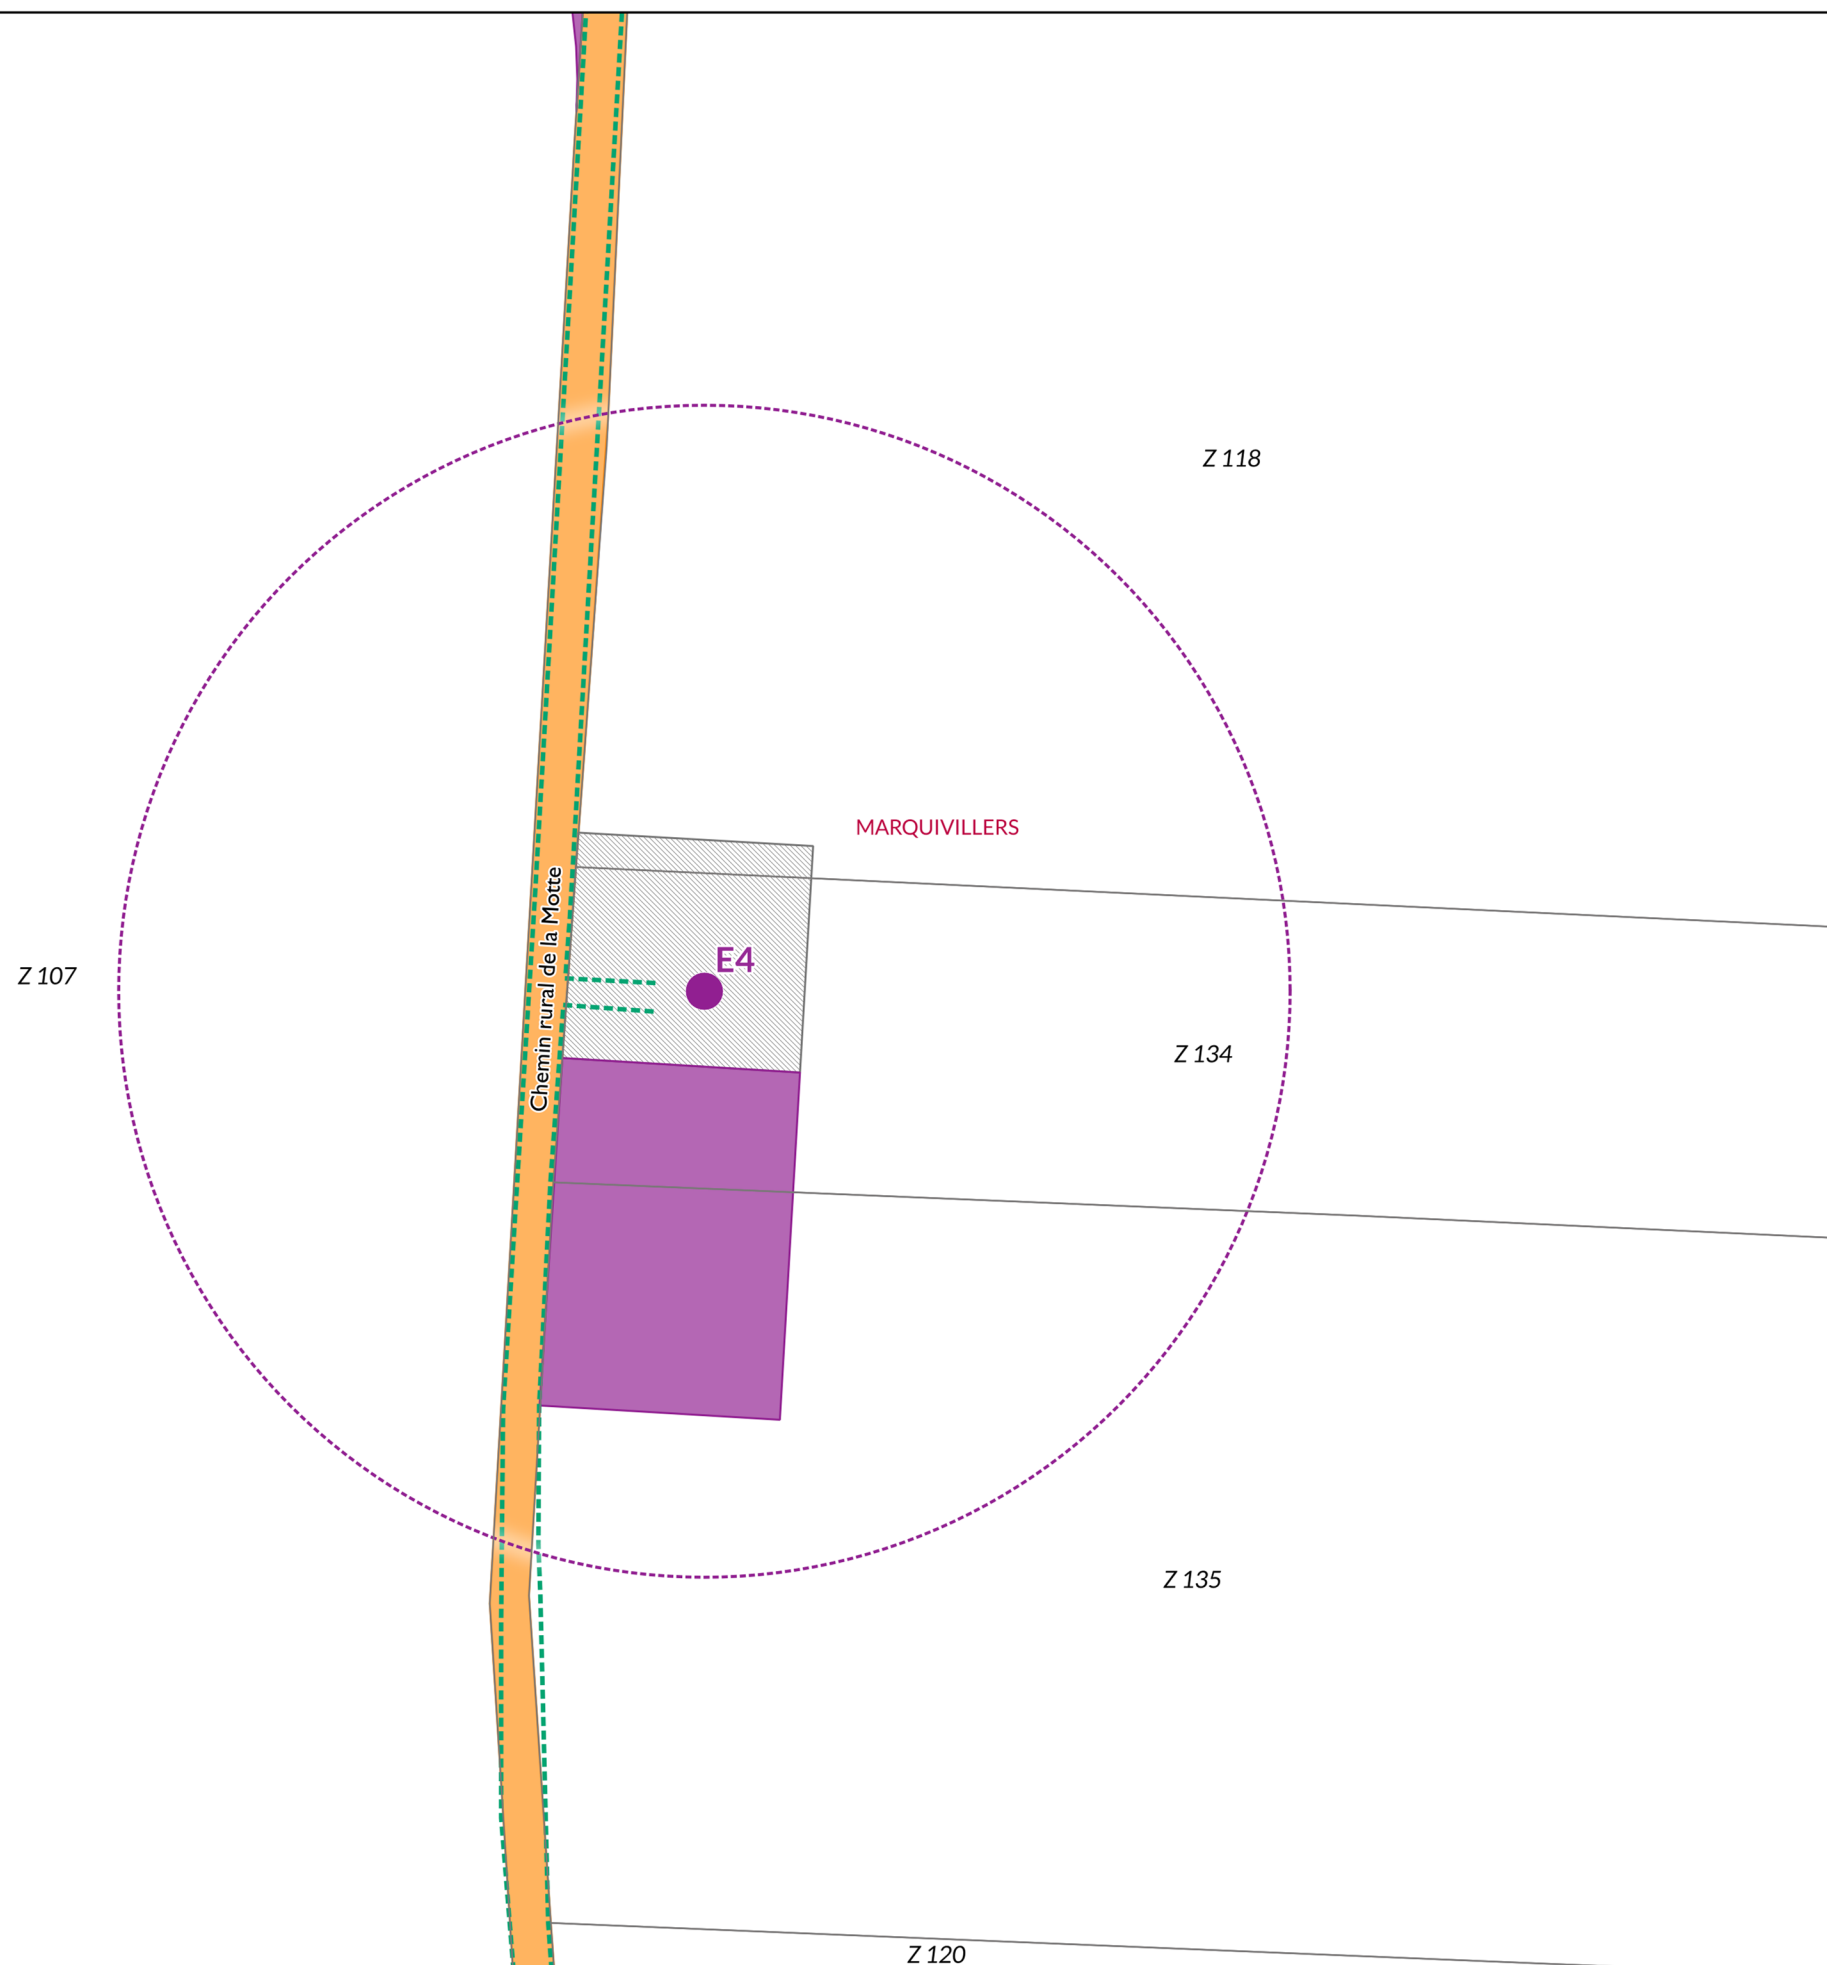 Z 118
MARQUIVILLERS
Chemin rural de la Motte
E4
Z 107
Z 134
Z 135
Z 120